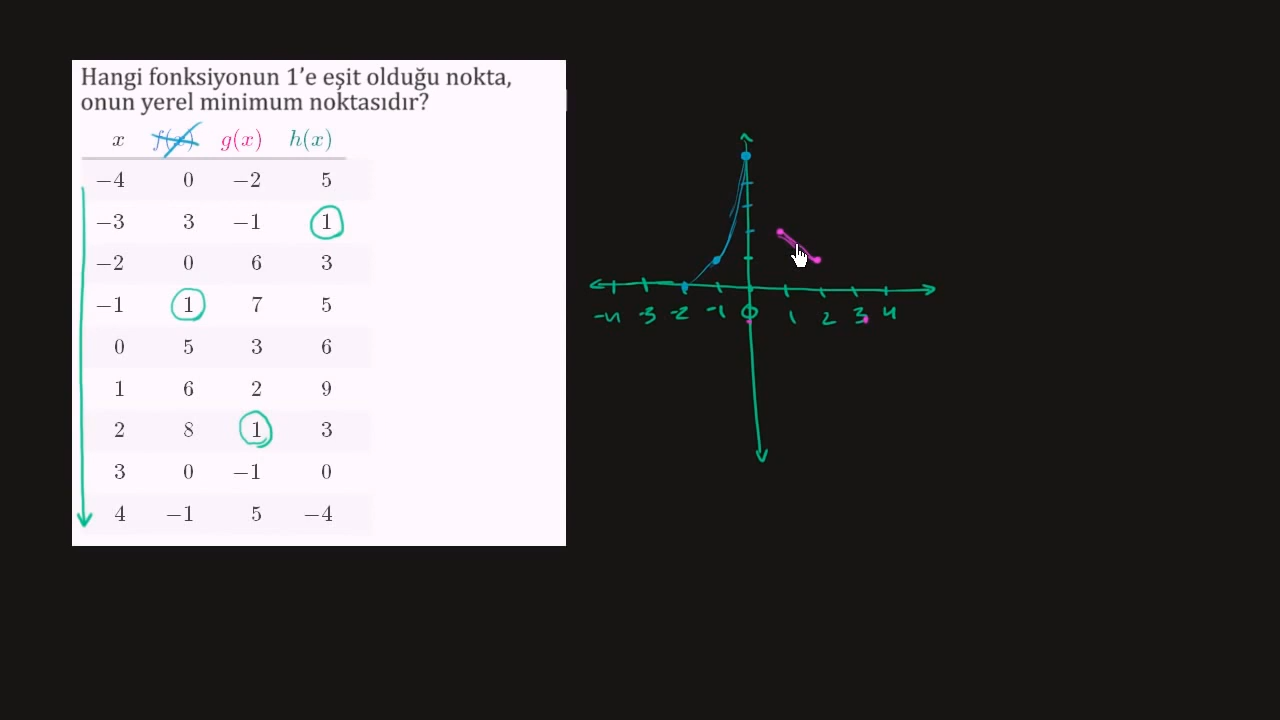 Hangi fonksiyonun 1'e eşit olduğu nokta,
onun yerel minimum noktasıdır?
x f(x) g(x) h(x)
−4 0 −2 5
−3 3 −1 1
−2 0 6 3
−1 1 7 5
0 5 3 6
1 6 2 9
2 8 1 3
3 0 −1 0
4 −1 5 −4
-4 -3 -2 -1 0 1 2 3 4